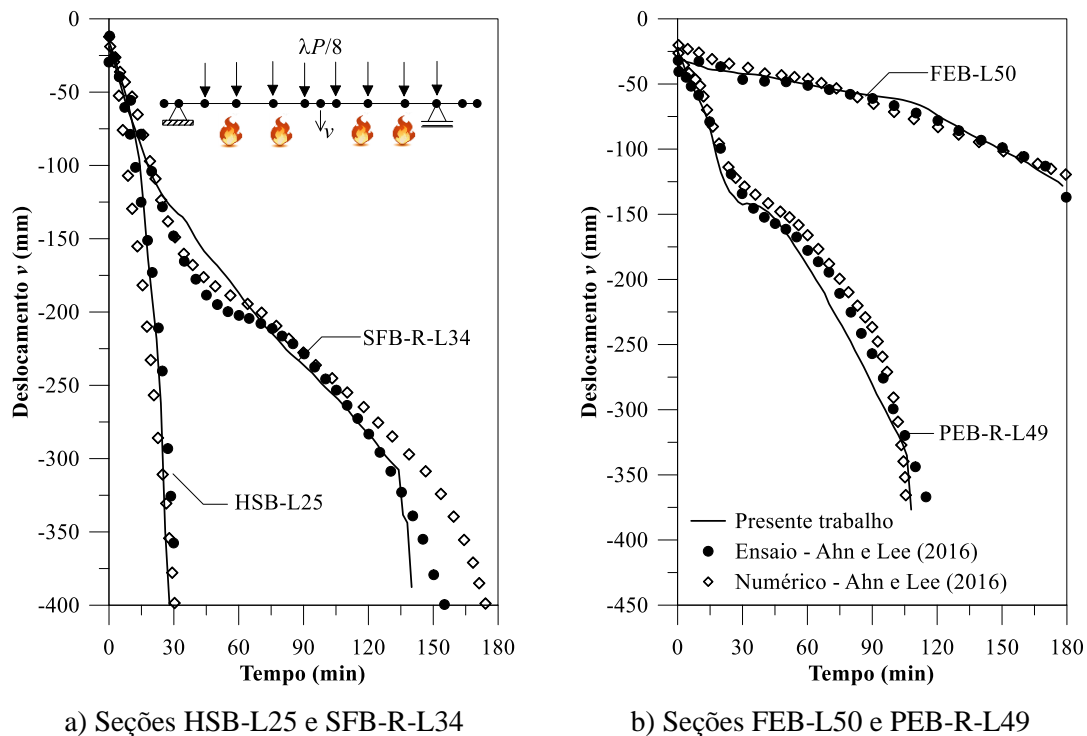 0
-50
-100
-150
-200
-250
-300
-350
-400
Deslocamento v (mm)
λP/8
v
SFB-R-L34
HSB-L25
0 30 60 90 120 150 180
Tempo (min)
a) Seções HSB-L25 e SFB-R-L34
0
-50
-100
-150
-200
-250
-300
-350
-400
-450
Deslocamento v (mm)
FEB-L50
PEB-R-L49
Presente trabalho
Ensaio - Ahn e Lee (2016)
Numérico - Ahn e Lee (2016)
0 30 60 90 120 150 180
Tempo (min)
b) Seções FEB-L50 e PEB-R-L49